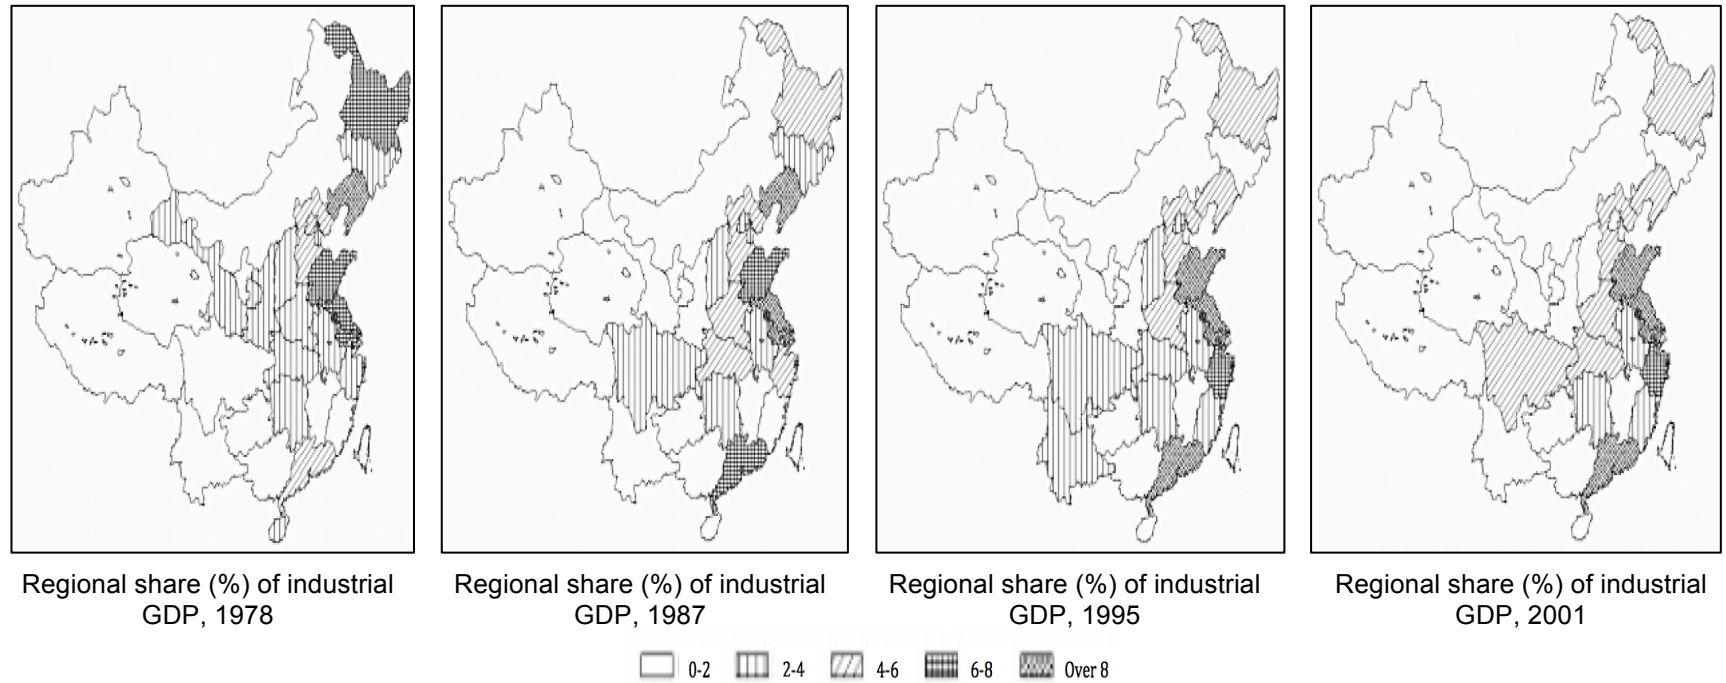 Regional share (%) of industrial
GDP, 1978
Regional share (%) of industrial
GDP, 1987
Regional share (%) of industrial
GDP, 1995
Regional share (%) of industrial
GDP, 2001
0-2
2-4
4-6
6-8
Over 8